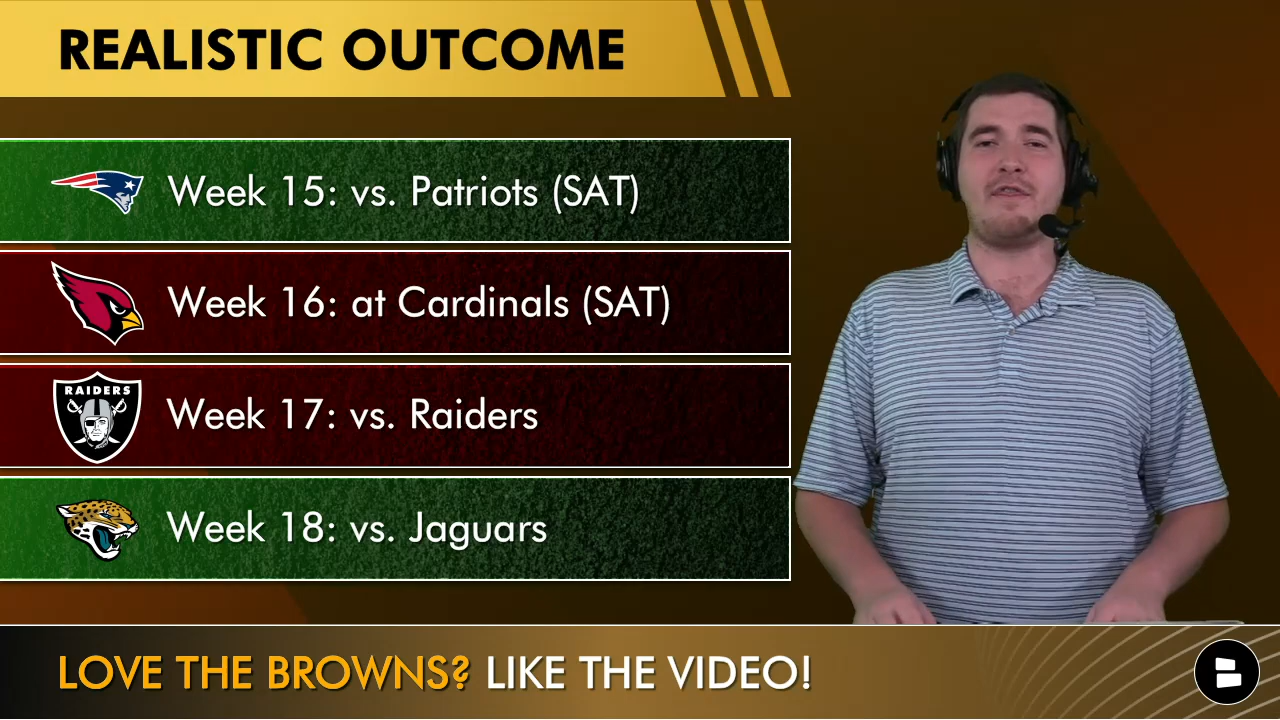 REALISTIC OUTCOME
Week 15: vs. Patriots (SAT)
Week 16: at Cardinals (SAT)
RAIDERS
Week 17: vs. Raiders
Week 18: vs. Jaguars
LOVE THE BROWNS? LIKE THE VIDEO!